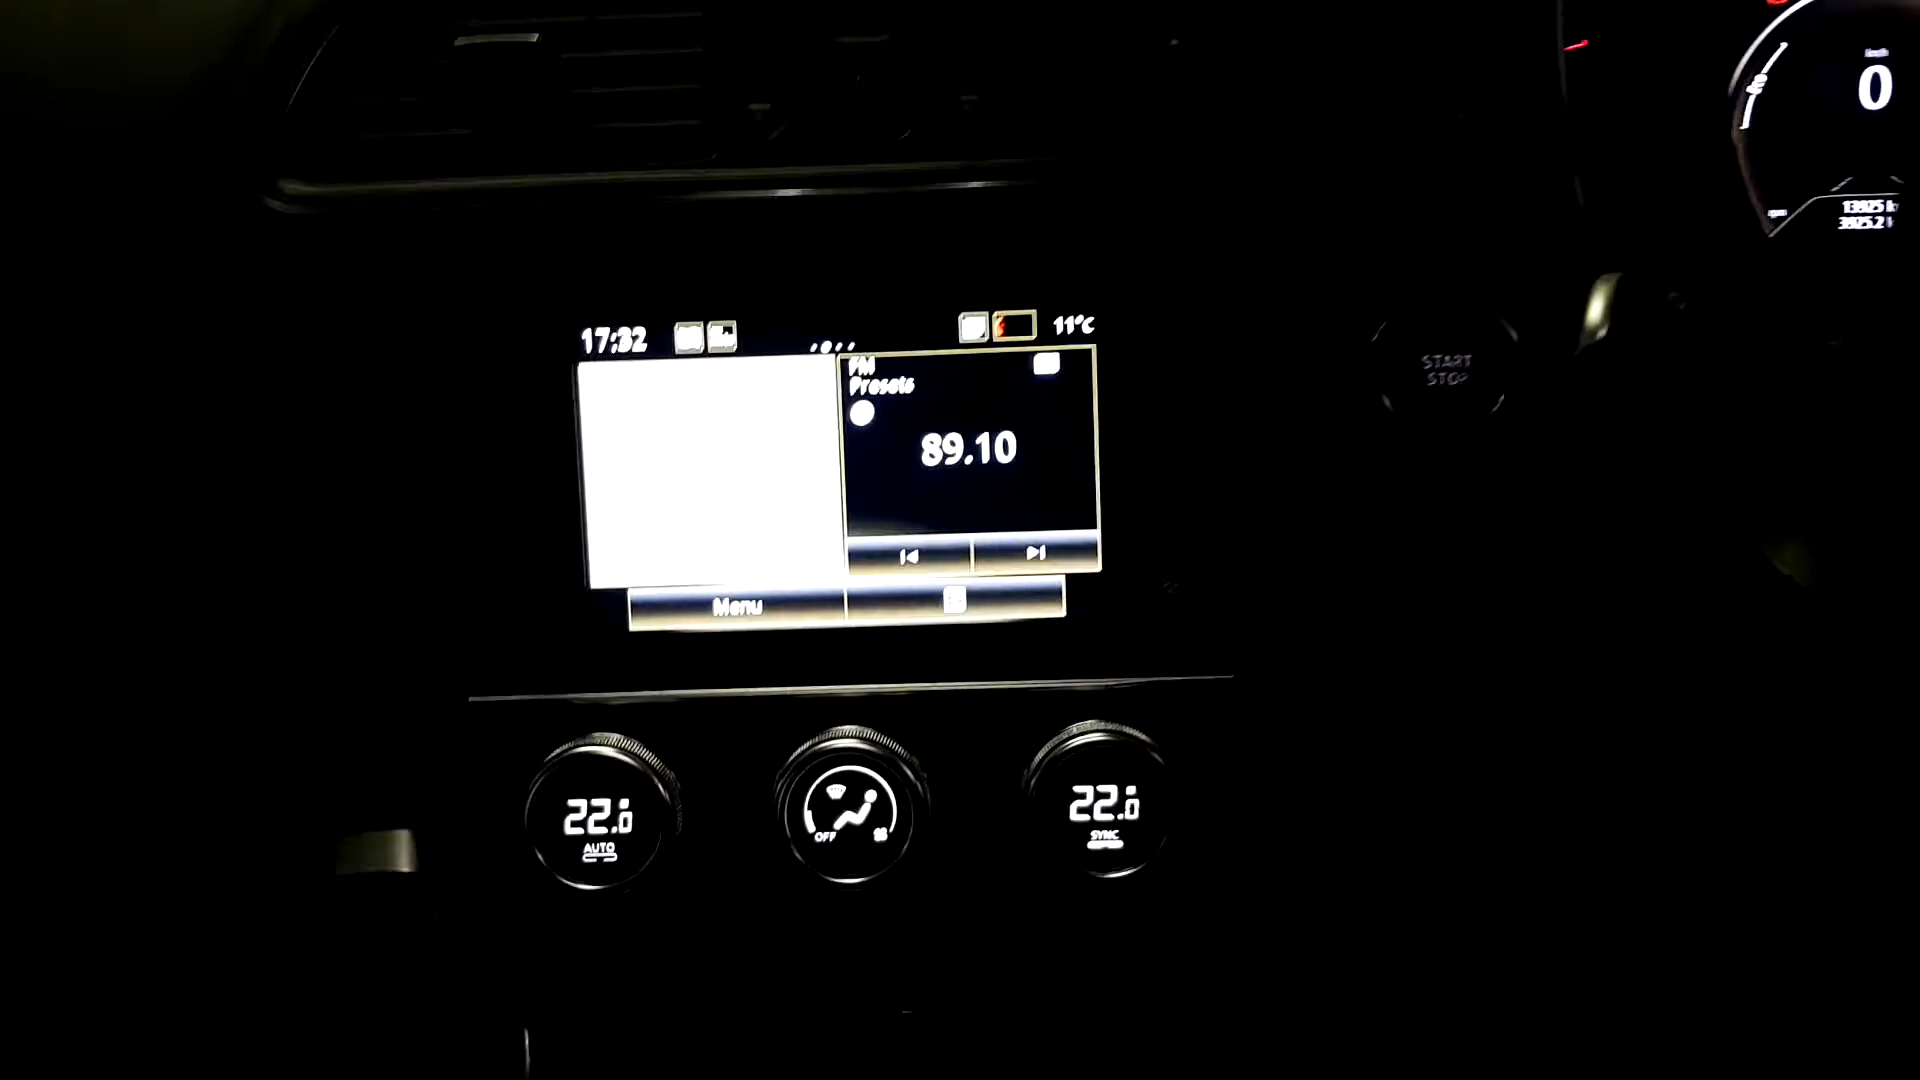 0
17:32
11°C
FM
Presets
89.10
Menu
START
STOP
22.0
AUTO
OFF
22.0
SYNC